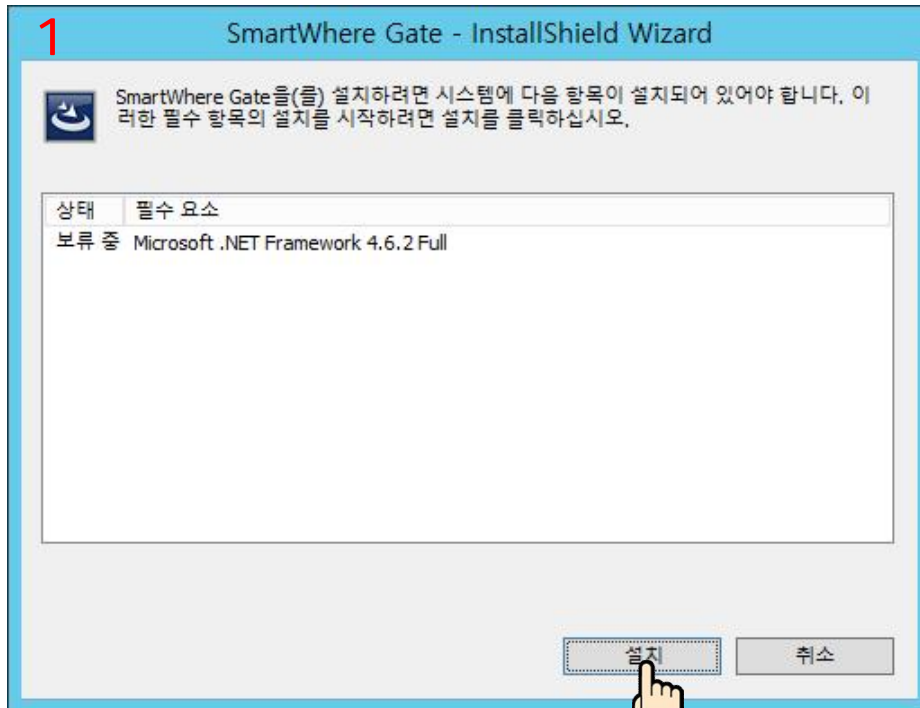 1
SmartWhere Gate - InstallShield Wizard
SmartWhere Gate을(를) 설치하려면 시스템에 다음 항목이 설치되어 있어야 합니다. 이
러한 필수 항목의 설치를 시작하려면 설치를 클릭하십시오.
상태 필수 요소
보류 중 Microsoft .NET Framework 4.6.2 Full
설치 취소